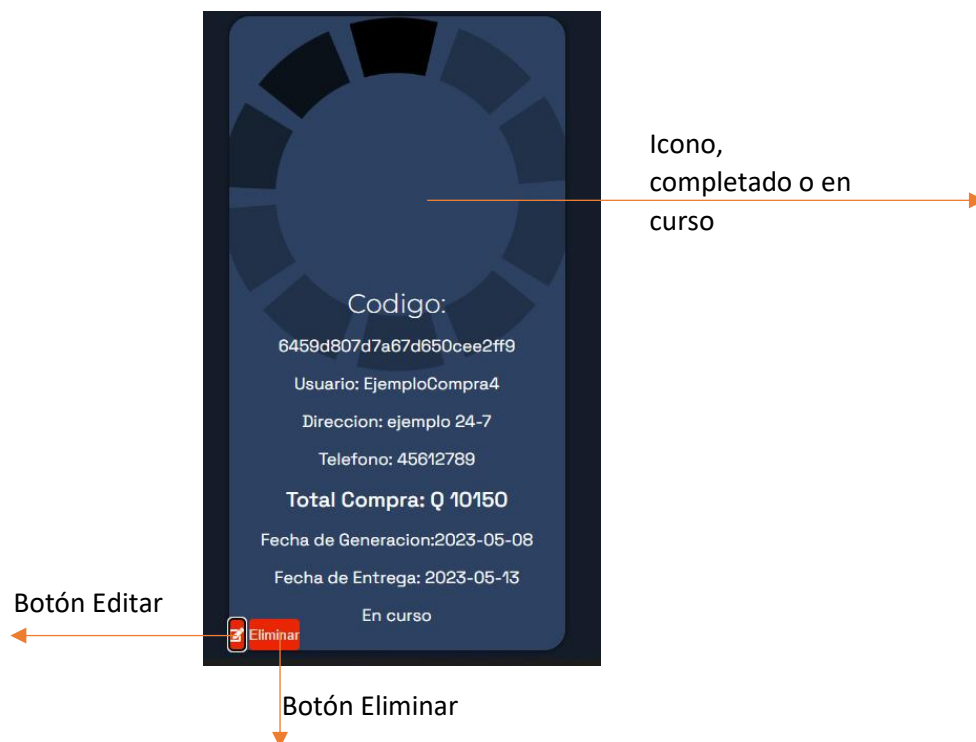 Icono,
completado o en
curso
Codigo:
6459d807d7a67d650cee2ff9
Usuario: EjemploCompra4
Direccion: ejemplo 24-7
Telefono: 45612789
Total Compra: Q 10150
Fecha de Generacion:2023-05-08
Fecha de Entrega: 2023-05-13
En curso
Botón Editar
Eliminar
Botón Eliminar